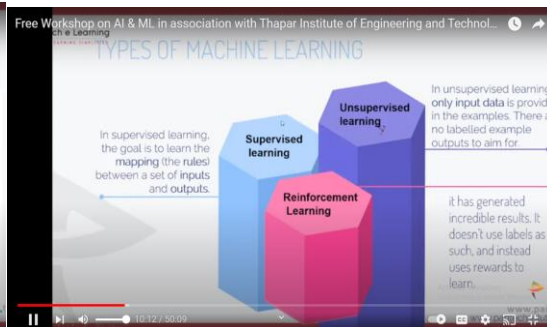 Free Workshop on AI & ML in association with Thapar Institute of Engineering and Technol...
ch e Learning
TYPES OF MACHINE LEARNING
In supervised learning,
the goal is to learn the
mapping (the rules)
between a set of inputs
and outputs.
Supervised
learning
Unsupervised
learning
Reinforcement
Learning
In unsupervised learning
only input data is provid
in the examples. There a
no labelled example
outputs to aim for.
it has generated
incredible results. It
doesn't use labels as
such, and instead
uses rewards to
learn.
www.pa
10:12 / 50:09